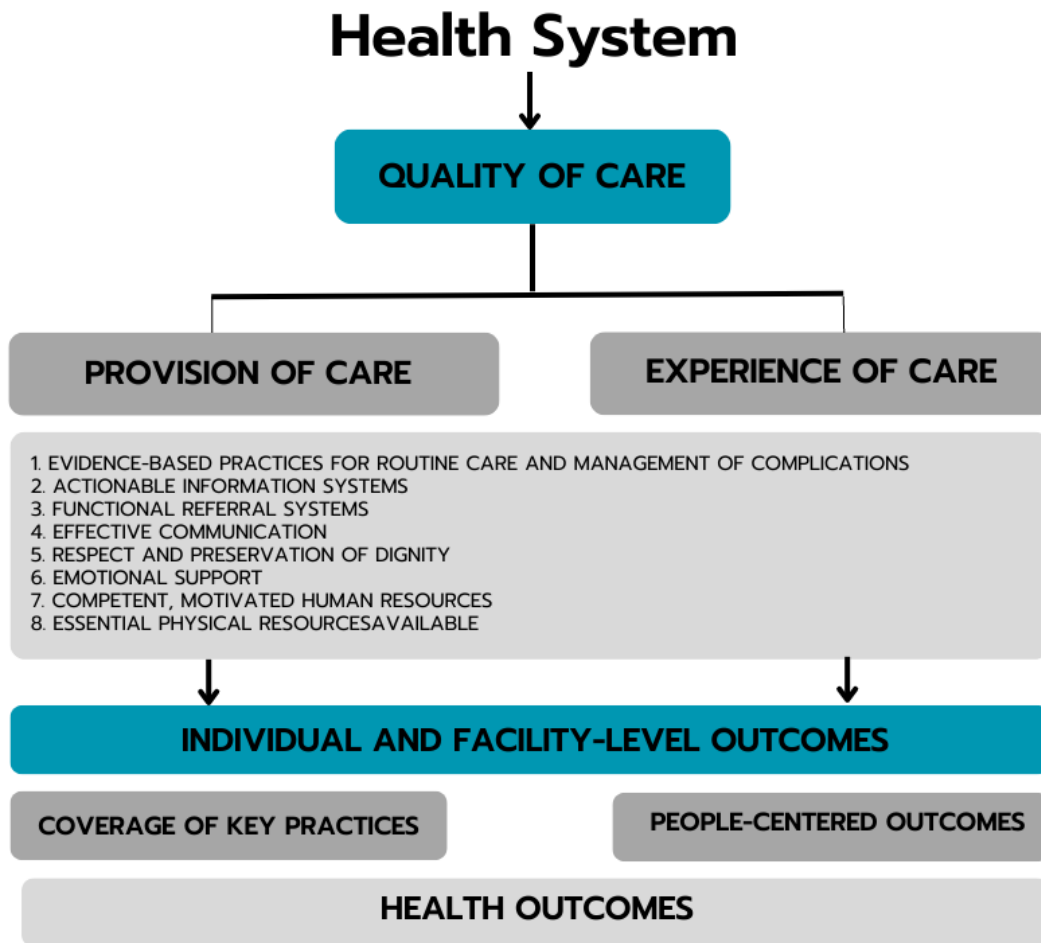 Health System
QUALITY OF CARE
PROVISION OF CARE
EXPERIENCE OF CARE
1. EVIDENCE-BASED PRACTICES FOR ROUTINE CARE AND MANAGEMENT OF COMPLICATIONS
2. ACTIONABLE INFORMATION SYSTEMS
3. FUNCTIONAL REFERRAL SYSTEMS
4. EFFECTIVE COMMUNICATION
5. RESPECT AND PRESERVATION OF DIGNITY
6. EMOTIONAL SUPPORT
7. COMPETENT, MOTIVATED HUMAN RESOURCES
8. ESSENTIAL PHYSICAL RESOURCESAVAILABLE
INDIVIDUAL AND FACILITY-LEVEL OUTCOMES
COVERAGE OF KEY PRACTICES
PEOPLE-CENTERED OUTCOMES
HEALTH OUTCOMES